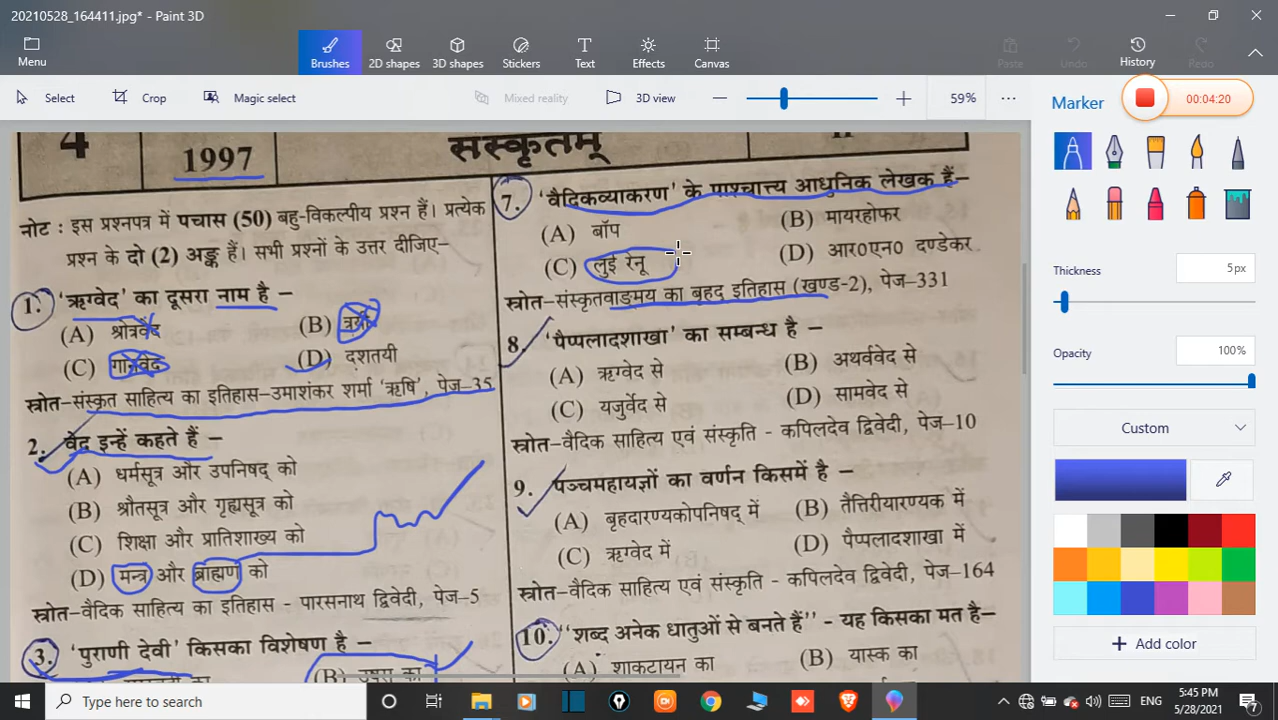 20210528_164411.jpg* - Paint 3D
Menu
Brushes
2D shapes
3D shapes
Stickers
Text
Effects
Canvas
Paste
Undo
History
Redo
Select
Crop
Magic select
Mixed reality
3D view
59%
Marker
00:04:20
Thickness
5px
Opacity
100%
Custom
Add color
4
1997
संस्कृतम्
II
नोट : इस प्रश्नपत्र में पचास (50) बहु-विकल्पीय प्रश्न हैं। प्रत्येक
प्रश्न के दो (2) अङ्क हैं। सभी प्रश्नों के उत्तर दीजिए–
1. 'ऋग्वेद' का दूसरा नाम है –
(A) श्रोत्रवेद (B) त्रयी
(C) गानवेद (D) दशतयी
स्त्रोत–संस्कृत साहित्य का इतिहास–उमाशंकर शर्मा 'ऋषि', पेज–35
2. वेद इन्हें कहते हैं –
(A) धर्मसूत्र और उपनिषद् को
(B) श्रौतसूत्र और गृह्यसूत्र को
(C) शिक्षा और प्रातिशाख्य को
(D) मन्त्र और ब्राह्मण को
स्त्रोत–वैदिक साहित्य का इतिहास - पारसनाथ द्विवेदी, पेज–5
3. 'पुराणी देवी' किसका विशेषण है –
(B) उषस् का
7. 'वैदिकव्याकरण' के पाश्चात्त्य आधुनिक लेखक हैं–
(A) बॉप (B) मायरहोफर
(C) लुई रेनू (D) आर०एन० दण्डेकर
स्त्रोत–संस्कृतवाङ्मय का बृहद् इतिहास (खण्ड-2), पेज–331
8. 'पैप्पलादशाखा' का सम्बन्ध है –
(A) ऋग्वेद से (B) अथर्ववेद से
(C) यजुर्वेद से (D) सामवेद से
स्त्रोत–वैदिक साहित्य एवं संस्कृति - कपिलदेव द्विवेदी, पेज–10
9. पञ्चमहायज्ञों का वर्णन किसमें है –
(A) बृहदारण्यकोपनिषद् में (B) तैत्तिरीयारण्यक में
(C) ऋग्वेद में (D) पैप्पलादशाखा में
स्त्रोत–वैदिक साहित्य एवं संस्कृति - कपिलदेव द्विवेदी, पेज–164
10. "शब्द अनेक धातुओं से बनते हैं" - यह किसका मत है–
(A) शाकटायन का (B) यास्क का
Type here to search
ENG
5:45 PM
5/28/2021
7